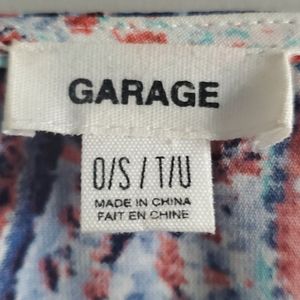 GARAGE
O/S / T/U
MADE IN CHINA
FAIT EN CHINE